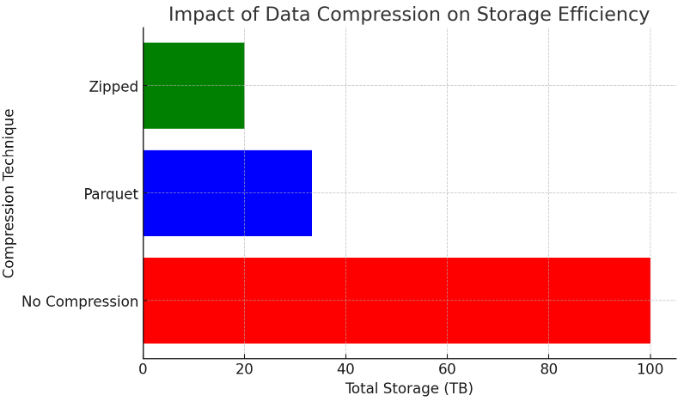 Impact of Data Compression on Storage Efficiency
Compression Technique
Zipped
Parquet
No Compression
0 20 40 60 80 100
Total Storage (TB)